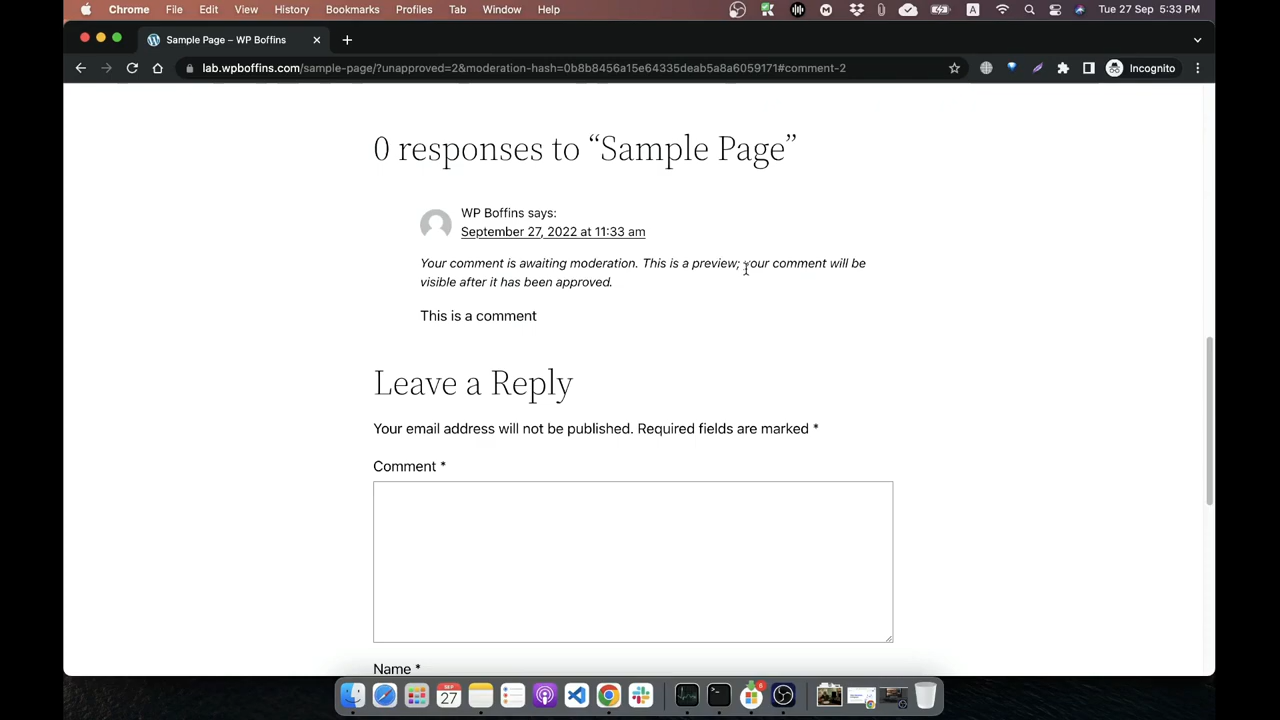 Chrome File Edit View History Bookmarks Profiles Tab Window Help A Tue 27 Sep 5:33 PM
Sample Page – WP Boffins
lab.wpboffins.com/sample-page/?unapproved=2&moderation-hash=0b8b8456a15e64335deab5a8a6059171#comment-2 Incognito
0 responses to “Sample Page”
WP Boffins says:
September 27, 2022 at 11:33 am
Your comment is awaiting moderation. This is a preview; your comment will be
visible after it has been approved.
This is a comment
Leave a Reply
Your email address will not be published. Required fields are marked *
Comment *
Name *
SEP
27